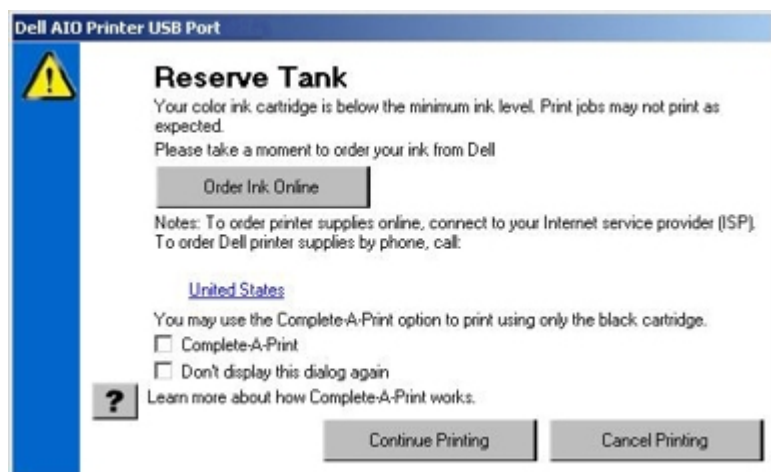 Dell AIO Printer USB Port
Reserve Tank
Your color ink cartridge is below the minimum ink level. Print jobs may not print as
expected.
Please take a moment to order your ink from Dell
Order Ink Online
Notes: To order printer supplies online, connect to your Internet service provider (ISP).
To order Dell printer supplies by phone, call:
United States
You may use the Complete-A-Print option to print using only the black cartridge.
Complete-A-Print
Don't display this dialog again
? Learn more about how Complete-A-Print works.
Continue Printing Cancel Printing